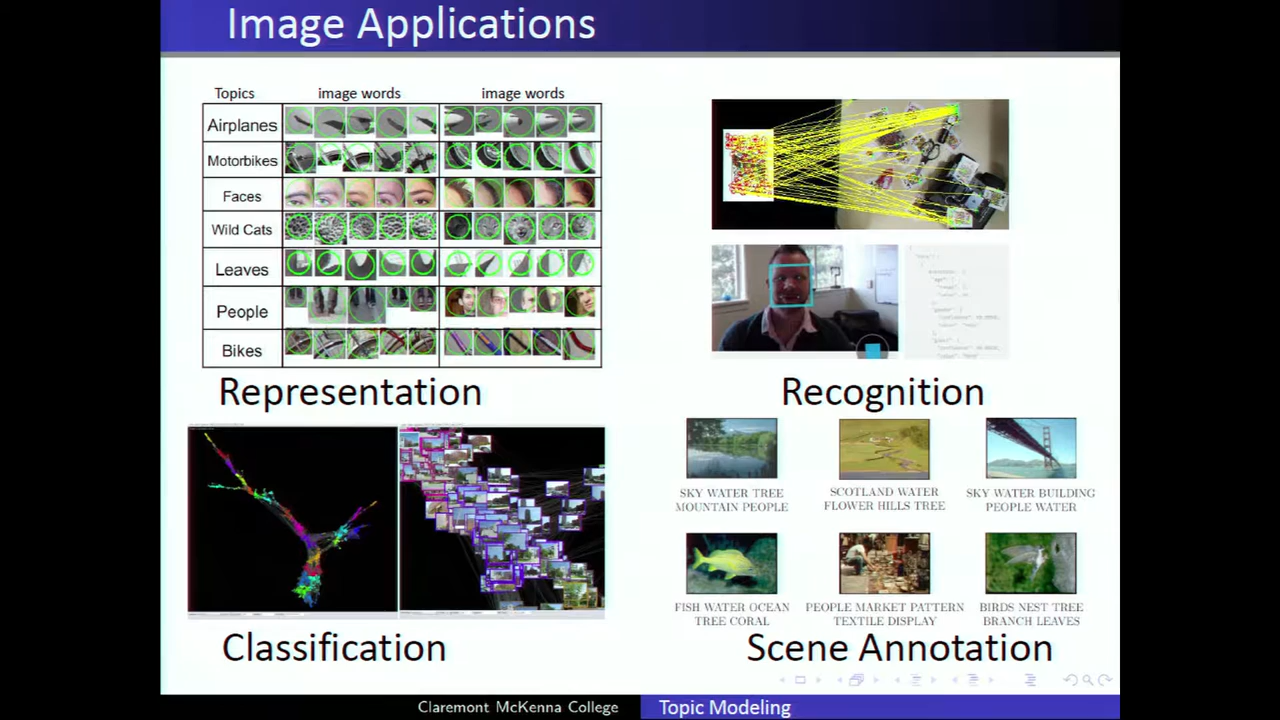 Image Applications
Topics image words image words
Airplanes
Motorbikes
Faces
Wild Cats
Leaves
People
Bikes
Representation
Recognition
Classification
SKY WATER TREE
MOUNTAIN PEOPLE
SCOTLAND WATER
FLOWER HILLS TREE
SKY WATER BUILDING
PEOPLE WATER
FISH WATER OCEAN
TREE CORAL
PEOPLE MARKET PATTERN
TEXTILE DISPLAY
BIRDS NEST TREE
BRANCH LEAVES
Scene Annotation
Claremont McKenna College
Topic Modeling